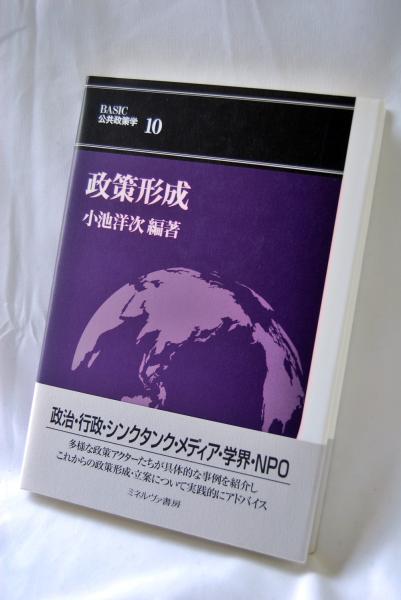 BASIC
公共政策学 10
政策形成
小池洋次 編著
政治・行政・シンクタンク・メディア・学界・NPO
多様な政策アクターたちが具体的な事例を紹介し
これからの政策形成・立案について実践的にアドバイス
ミネルヴァ書房